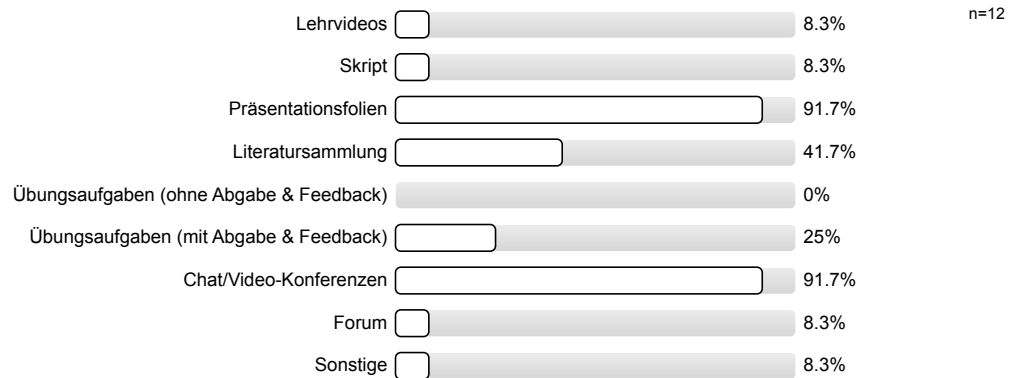 n=12
Lehrvideos 8.3%
Skript 8.3%
Präsentationsfolien 91.7%
Literatursammlung 41.7%
Übungsaufgaben (ohne Abgabe & Feedback) 0%
Übungsaufgaben (mit Abgabe & Feedback) 25%
Chat/Video-Konferenzen 91.7%
Forum 8.3%
Sonstige 8.3%